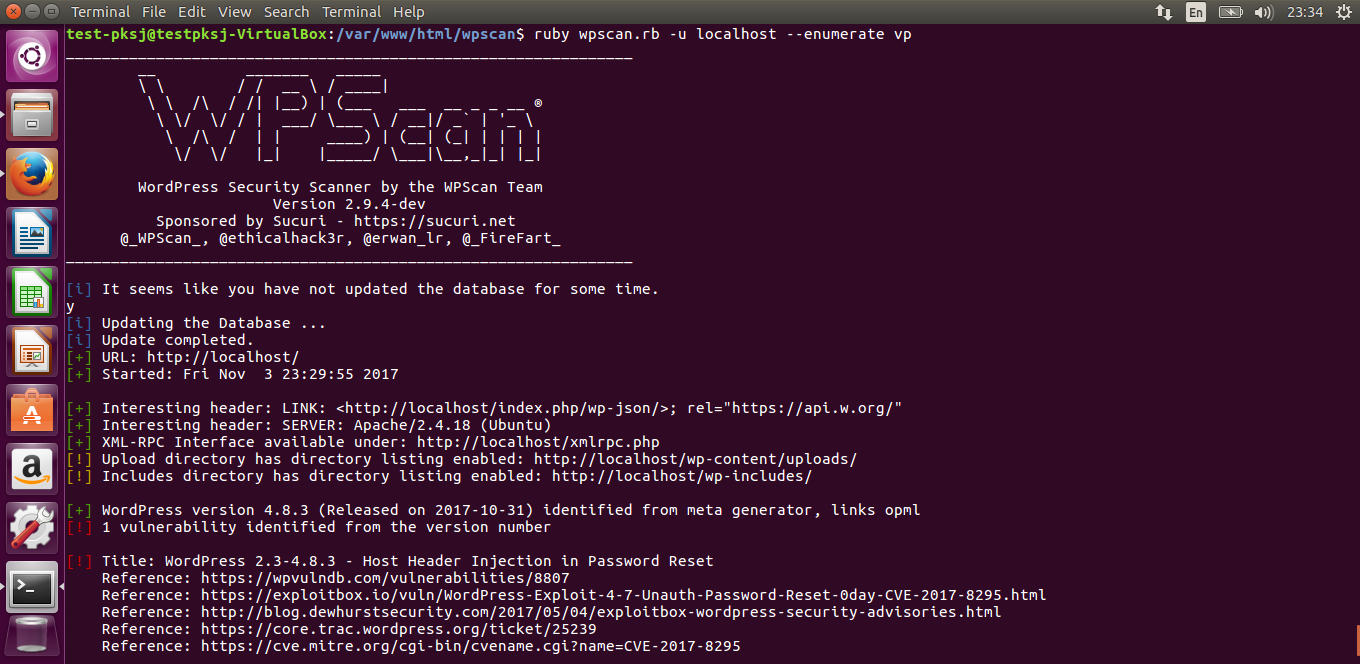 Terminal File Edit View Search Terminal Help
En
23:34
test-pksj@testpksj-VirtualBox:/var/www/html/wpscan$ ruby wpscan.rb -u localhost --enumerate vp
WPScan ®
WordPress Security Scanner by the WPScan Team
Version 2.9.4-dev
Sponsored by Sucuri - https://sucuri.net
@_WPScan_, @ethicalhack3r, @erwan_lr, @_FireFart_
[i] It seems like you have not updated the database for some time.
y
[i] Updating the Database ...
[i] Update completed.
[+] URL: http://localhost/
[+] Started: Fri Nov  3 23:29:55 2017
[+] Interesting header: LINK: <http://localhost/index.php/wp-json/>; rel="https://api.w.org/"
[+] Interesting header: SERVER: Apache/2.4.18 (Ubuntu)
[+] XML-RPC Interface available under: http://localhost/xmlrpc.php
[!] Upload directory has directory listing enabled: http://localhost/wp-content/uploads/
[!] Includes directory has directory listing enabled: http://localhost/wp-includes/
[+] WordPress version 4.8.3 (Released on 2017-10-31) identified from meta generator, links opml
[!] 1 vulnerability identified from the version number
[!] Title: WordPress 2.3-4.8.3 - Host Header Injection in Password Reset
Reference: https://wpvulndb.com/vulnerabilities/8807
Reference: https://exploitbox.io/vuln/WordPress-Exploit-4-7-Unauth-Password-Reset-0day-CVE-2017-8295.html
Reference: http://blog.dewhurstsecurity.com/2017/05/04/exploitbox-wordpress-security-advisories.html
Reference: https://core.trac.wordpress.org/ticket/25239
Reference: https://cve.mitre.org/cgi-bin/cvename.cgi?name=CVE-2017-8295